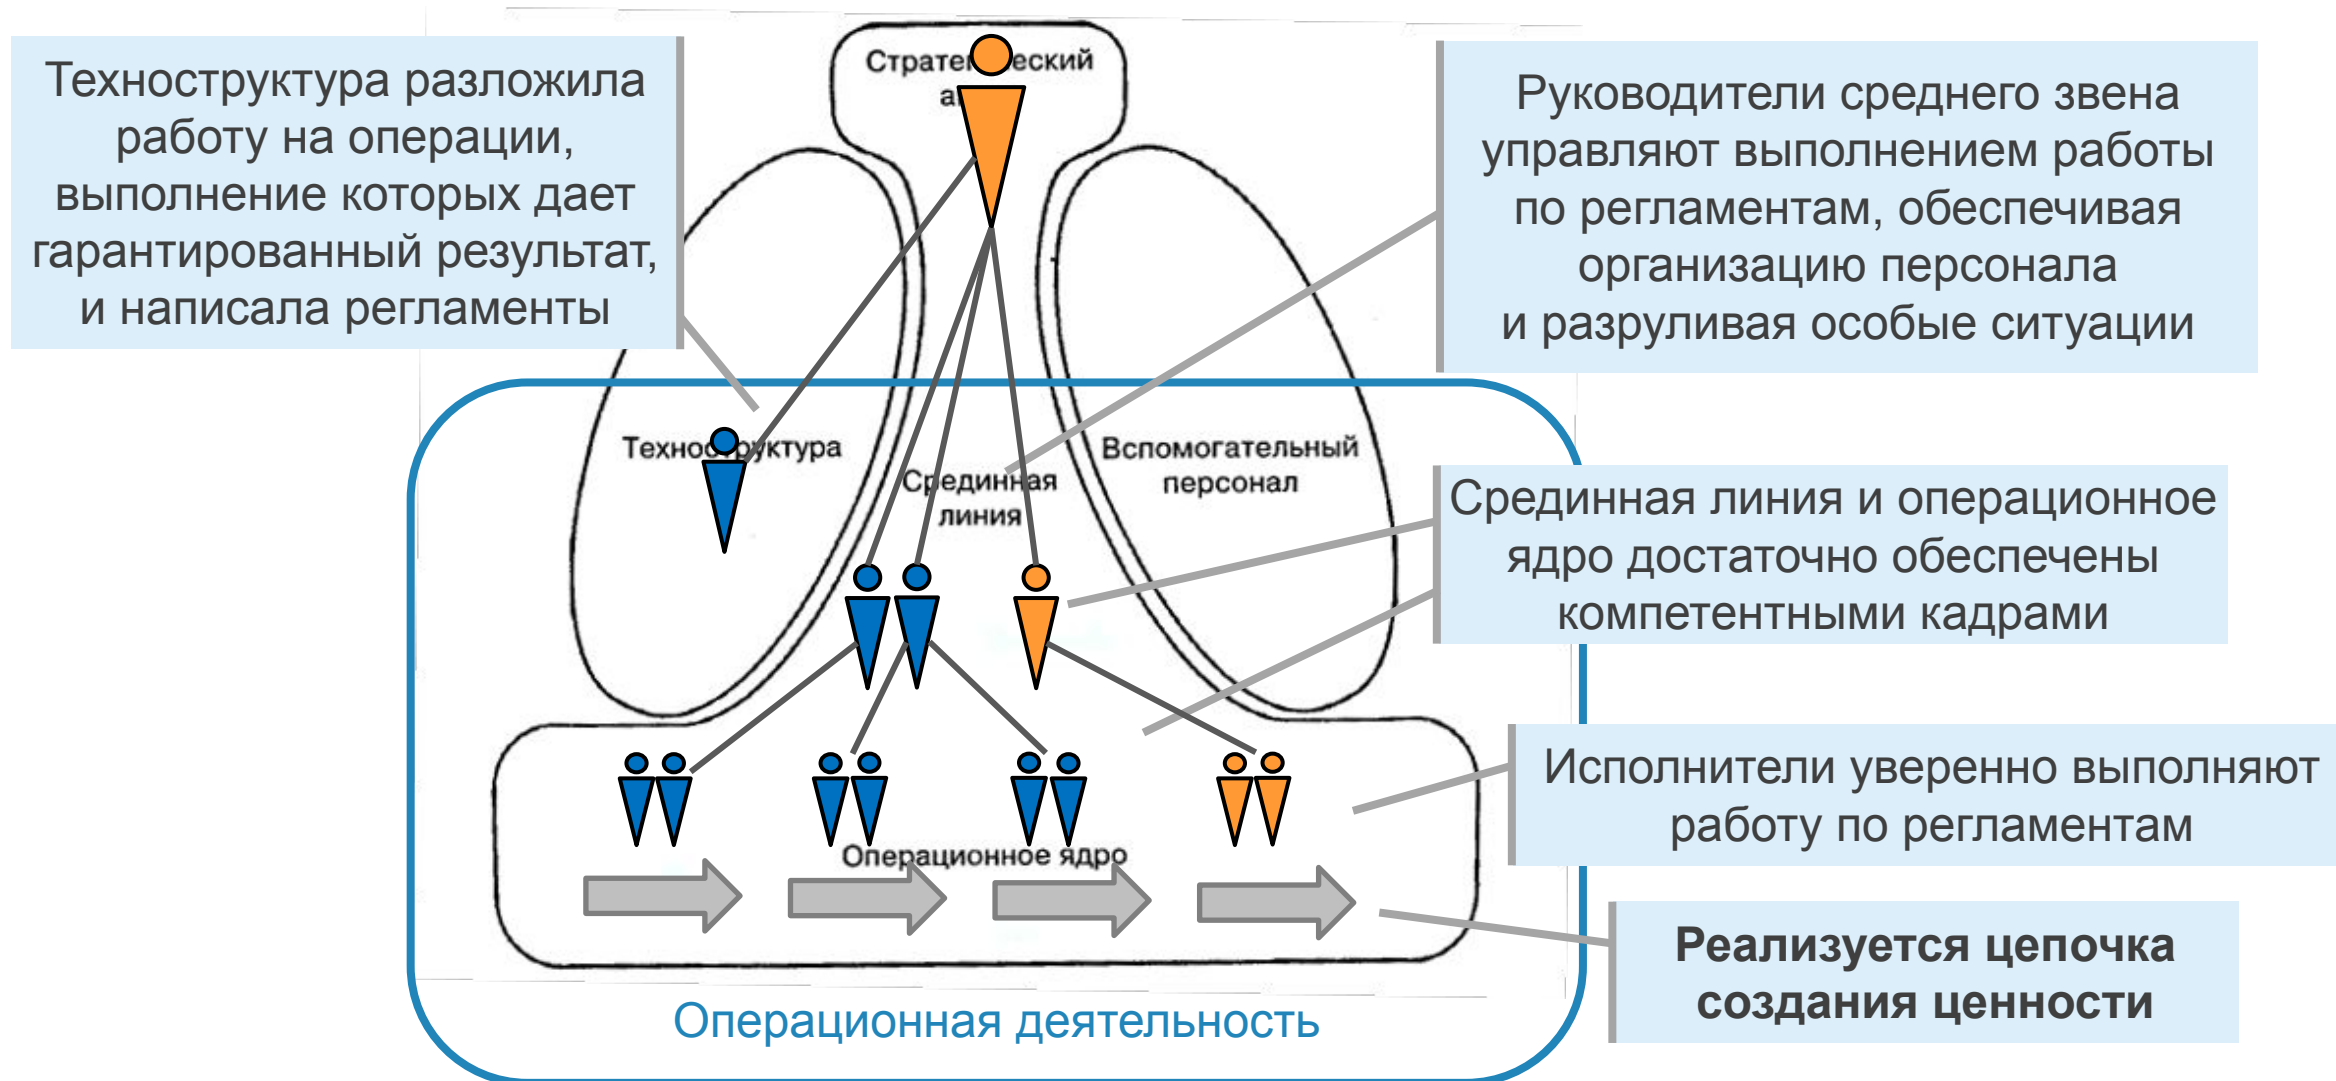 Техноструктура разложила
работу на операции,
выполнение которых дает
гарантированный результат,
и написала регламенты
Руководители среднего звена
управляют выполнением работы
по регламентам, обеспечивая
организацию персонала
и разруливая особые ситуации
Техноструктура
Срединная
линия
Вспомогательный
персонал
Срединная линия и операционное
ядро достаточно обеспечены
компетентными кадрами
Исполнители уверенно выполняют
работу по регламентам
Операционное ядро
Реализуется цепочка
создания ценности
Операционная деятельность